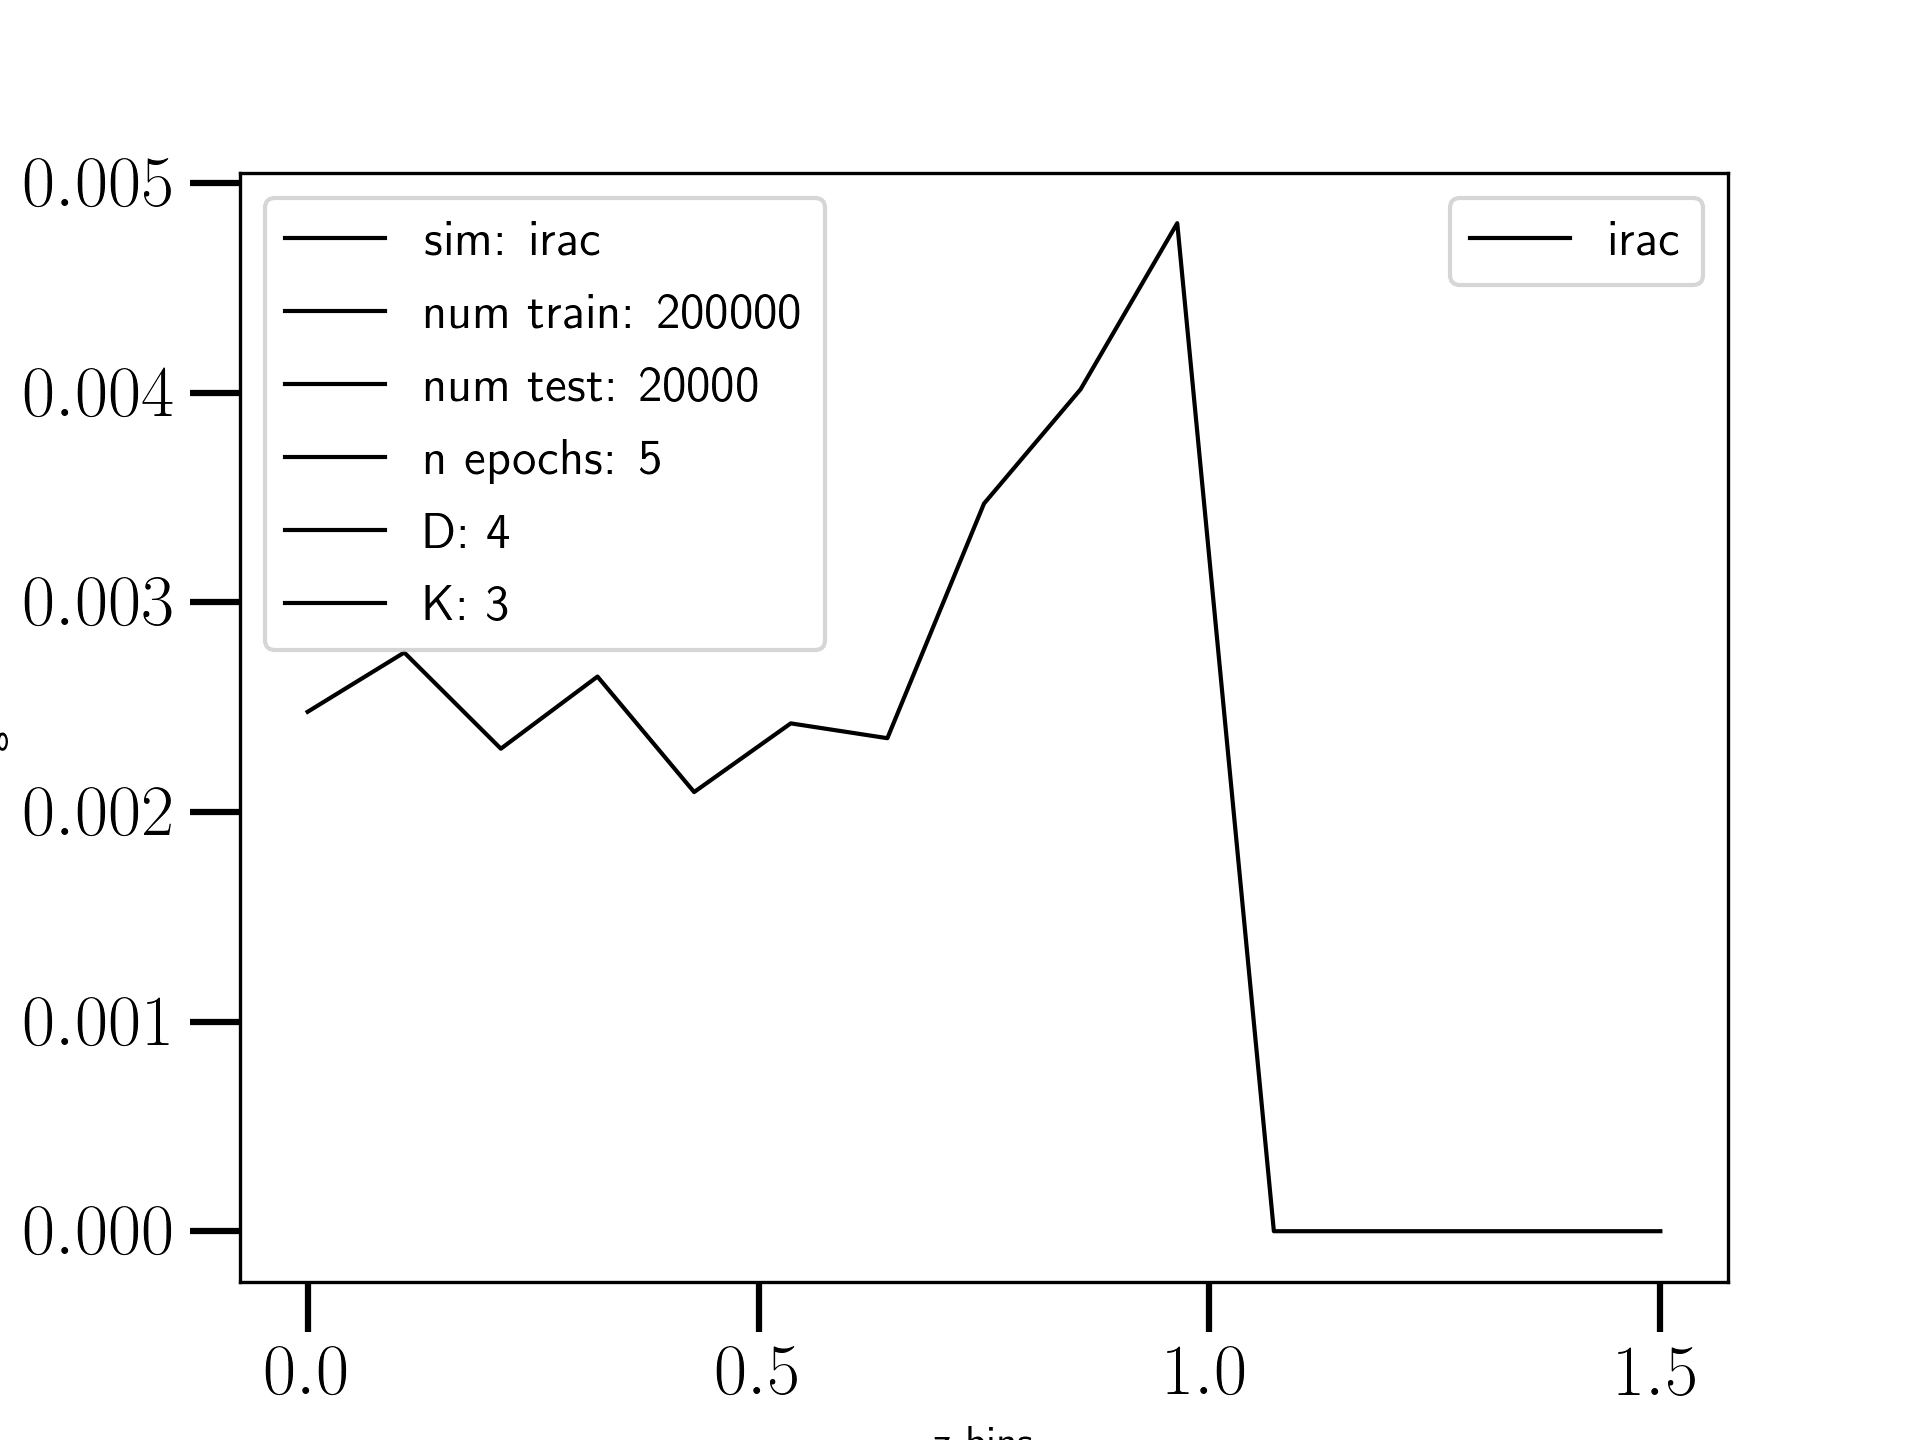 0.005
0.004
0.003
0.002
0.001
0.000
sim: irac
num train: 200000
num test: 20000
n epochs: 5
D: 4
K: 3
irac
0.0
0.5
1.0
1.5
z bins